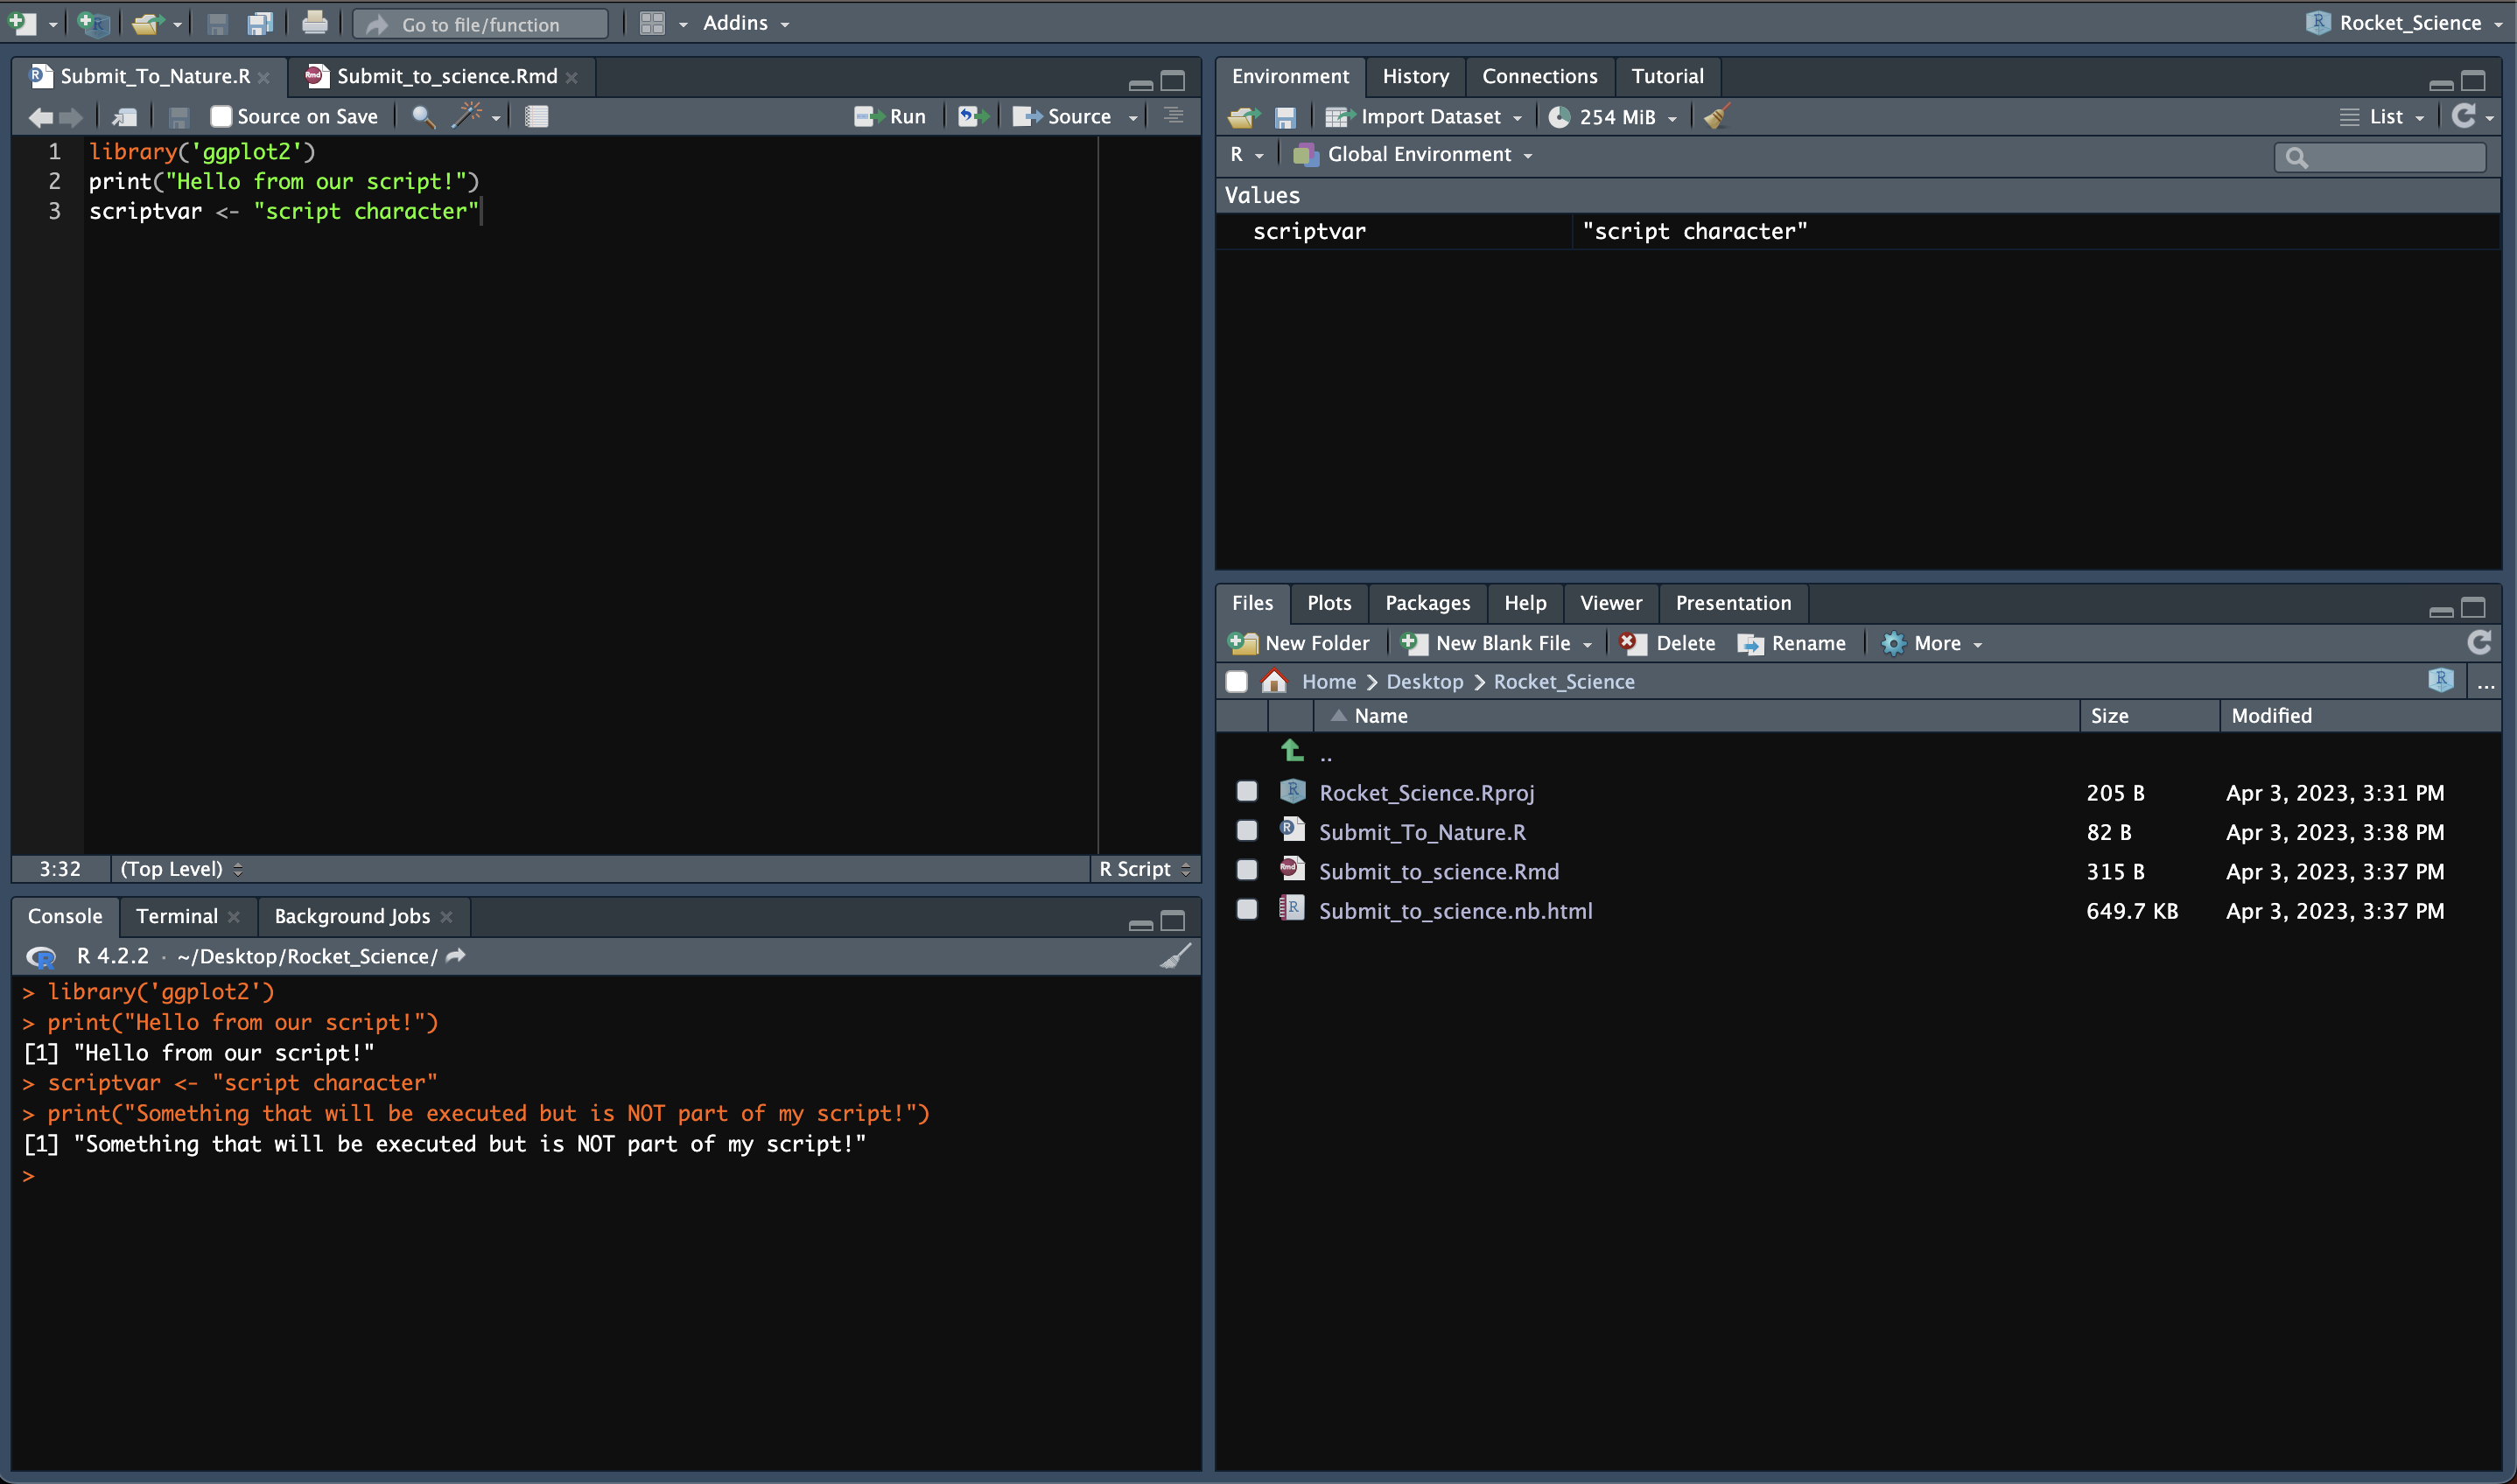 Go to file/function Addins Rocket_Science
Submit_To_Nature.R Submit_to_science.Rmd
Source on Save Run Source
1 library('ggplot2')
2 print("Hello from our script!")
3 scriptvar <- "script character"
3:32 (Top Level) R Script
Console Terminal Background Jobs
R 4.2.2 · ~/Desktop/Rocket_Science/
> library('ggplot2')
> print("Hello from our script!")
[1] "Hello from our script!"
> scriptvar <- "script character"
> print("Something that will be executed but is NOT part of my script!")
[1] "Something that will be executed but is NOT part of my script!"
>
Environment History Connections Tutorial
Import Dataset 254 MiB List
R Global Environment
Values
scriptvar "script character"
Files Plots Packages Help Viewer Presentation
New Folder New Blank File Delete Rename More
Home Desktop Rocket_Science ...
Name Size Modified
..
Rocket_Science.Rproj 205 B Apr 3, 2023, 3:31 PM
Submit_To_Nature.R 82 B Apr 3, 2023, 3:38 PM
Submit_to_science.Rmd 315 B Apr 3, 2023, 3:37 PM
Submit_to_science.nb.html 649.7 KB Apr 3, 2023, 3:37 PM